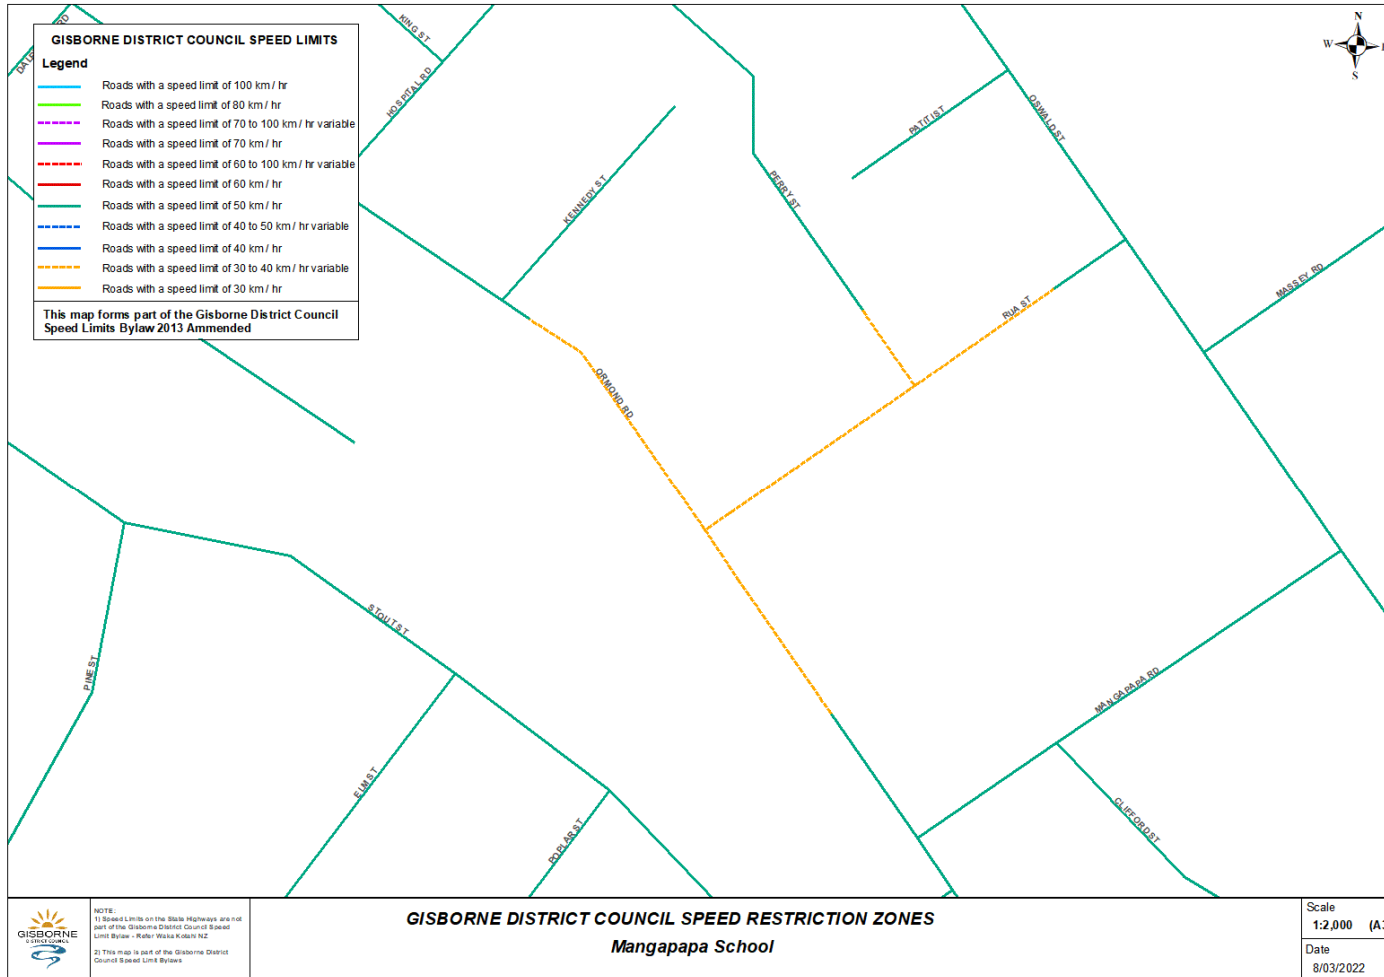 GISBORNE DISTRICT COUNCIL SPEED LIMITS
Legend
Roads with a speed limit of 100 km / hr
Roads with a speed limit of 80 km / hr
Roads with a speed limit of 70 to 100 km / hr variable
Roads with a speed limit of 70 km / hr
Roads with a speed limit of 60 to 100 km / hr variable
Roads with a speed limit of 60 km / hr
Roads with a speed limit of 50 km / hr
Roads with a speed limit of 40 to 50 km / hr variable
Roads with a speed limit of 40 km / hr
Roads with a speed limit of 30 to 40 km / hr variable
Roads with a speed limit of 30 km / hr
This map forms part of the Gisborne District Council
Speed Limits Bylaw 2013 Ammended
RD
KING ST
HOSPITAL RD
KENNEDY ST
PERRY ST
PATITI ST
OSWALD ST
MASSEY RD
RUA ST
ORMOND RD
STOUT ST
PINE ST
ELM ST
POPLAR ST
MANGAPAPA RD
CLIFFORD ST
N
W
S
GISBORNE
DISTRICT COUNCIL
NOTE:
1) Speed Limits on the State Highways are not
part of the Gisborne District Council Speed
Limit Bylaw - Refer Waka Kotahi NZ
2) This map is part of the Gisborne District
Council Speed Limit Bylaws
GISBORNE DISTRICT COUNCIL SPEED RESTRICTION ZONES
Mangapapa School
Scale
1:2,000 (A3
Date
8/03/2022